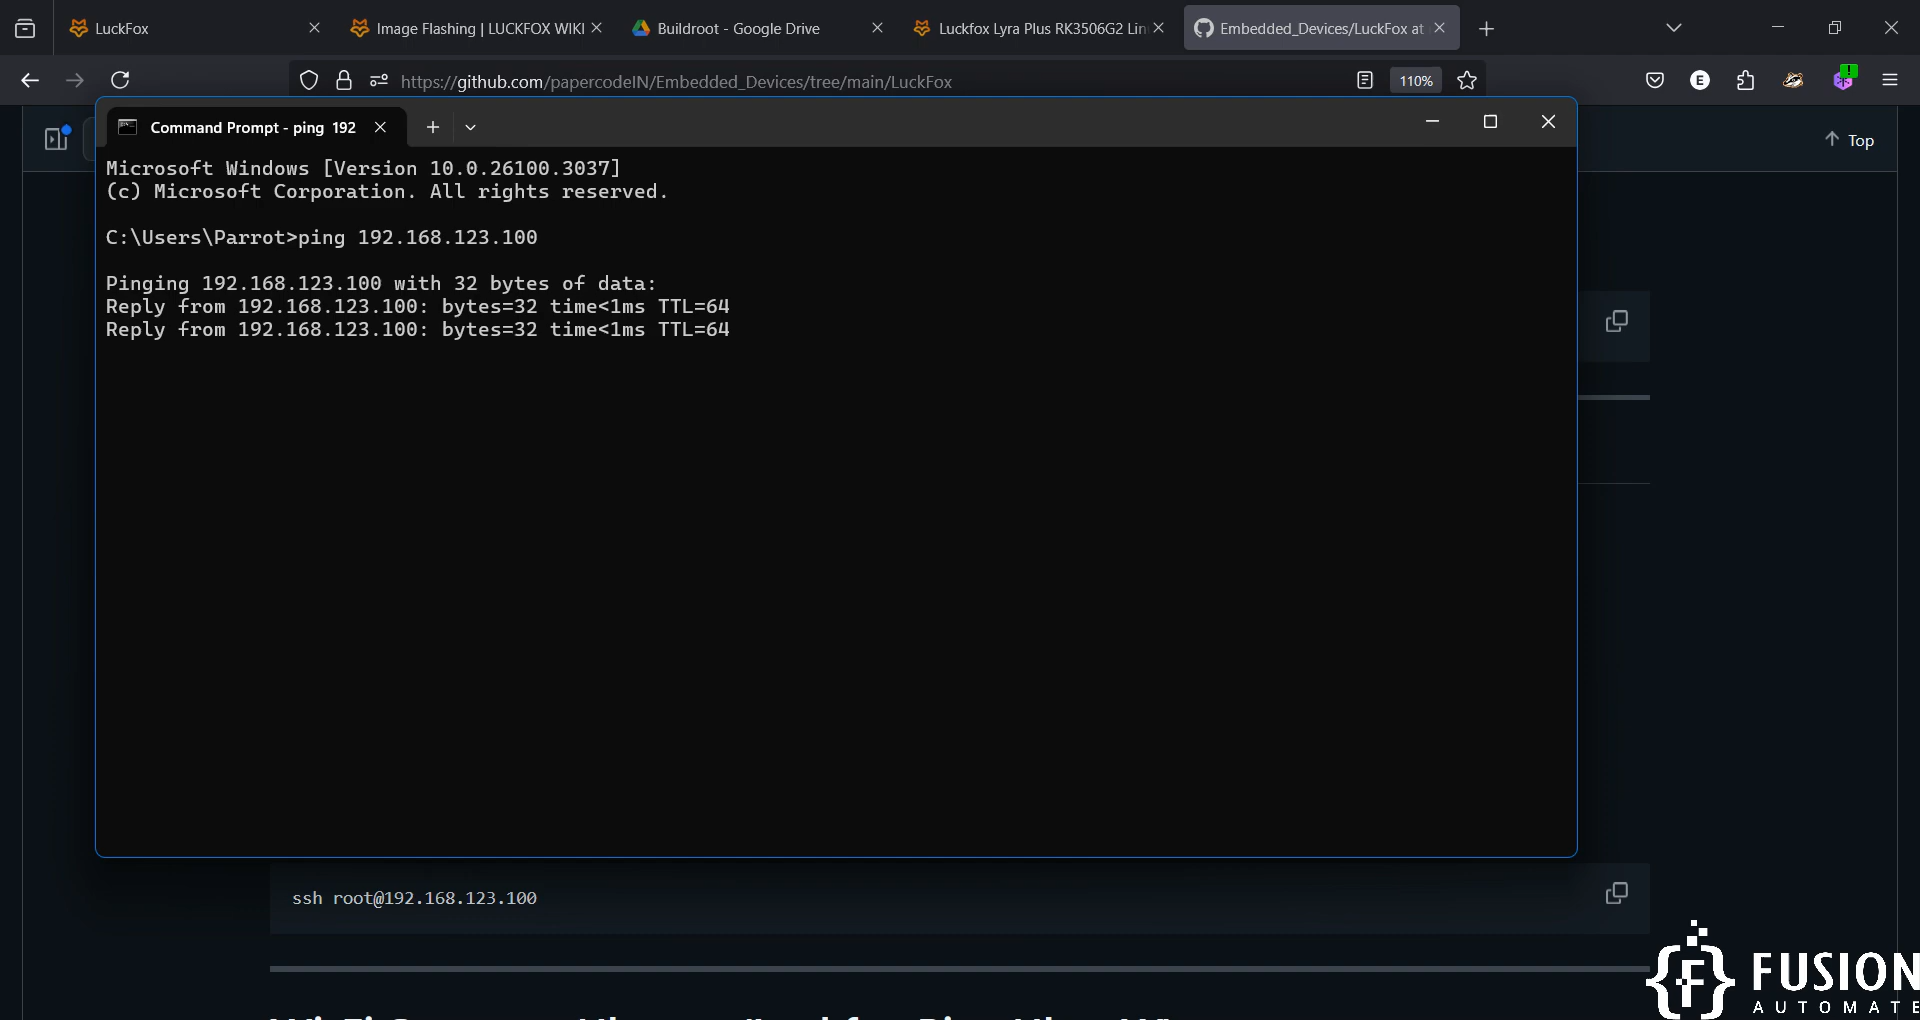 LuckFox
Image Flashing | LUCKFOX WIKI
Buildroot - Google Drive
Luckfox Lyra Plus RK3506G2 Lin
Embedded_Devices/LuckFox at
https://github.com/papercodeIN/Embedded_Devices/tree/main/LuckFox
110%
E
Command Prompt - ping 192
Top
Microsoft Windows [Version 10.0.26100.3037]
(c) Microsoft Corporation. All rights reserved.
C:\Users\Parrot>ping 192.168.123.100
Pinging 192.168.123.100 with 32 bytes of data:
Reply from 192.168.123.100: bytes=32 time<1ms TTL=64
Reply from 192.168.123.100: bytes=32 time<1ms TTL=64
ssh root@192.168.123.100
{F} FUSION
AUTOMATE